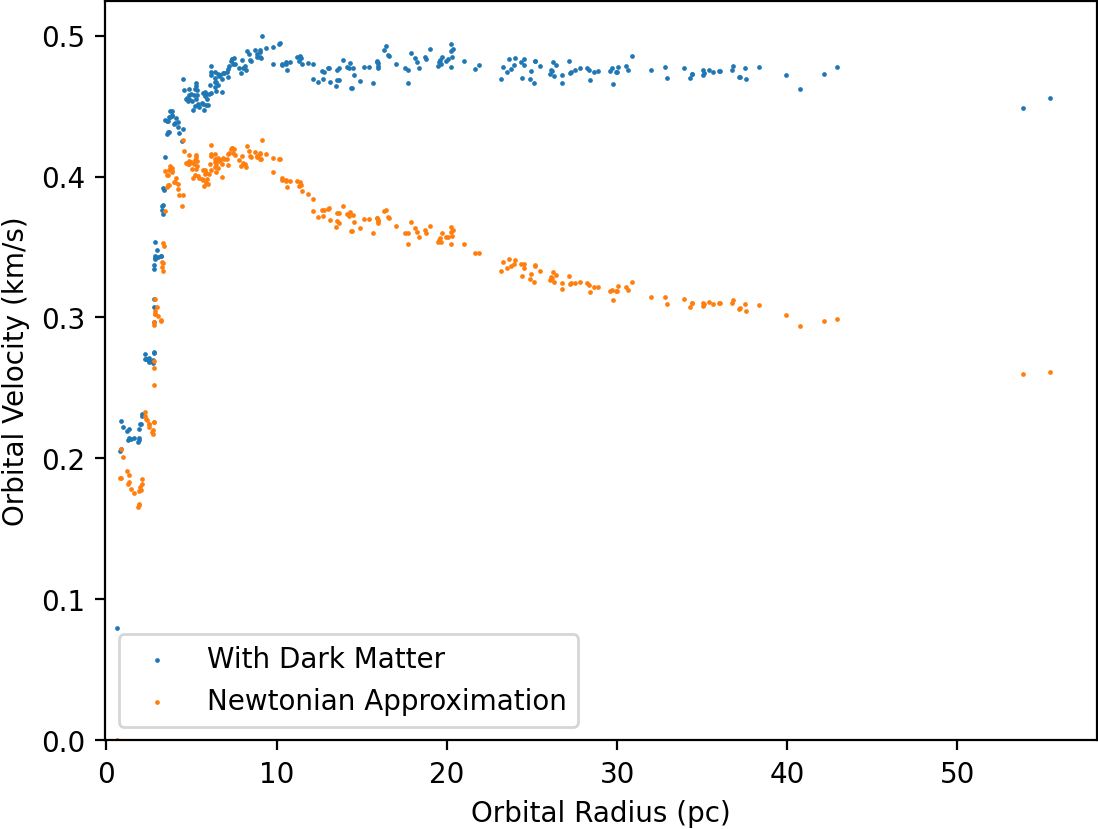 0.5
0.4
0.3
0.2
0.1
0.0
Orbital Velocity (km/s)
With Dark Matter
Newtonian Approximation
0 10 20 30 40 50
Orbital Radius (pc)